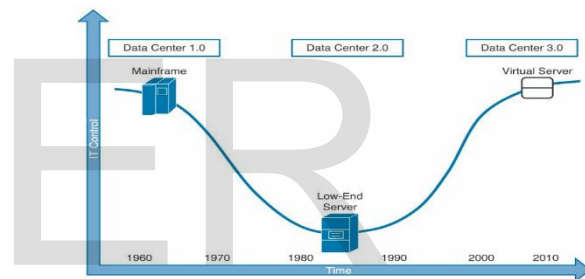 Data Center 1.0
Data Center 2.0
Data Center 3.0
Mainframe
Virtual Server
IT Control
Low-End
Server
1960
1970
1980
1990
2000
2010
Time
ER